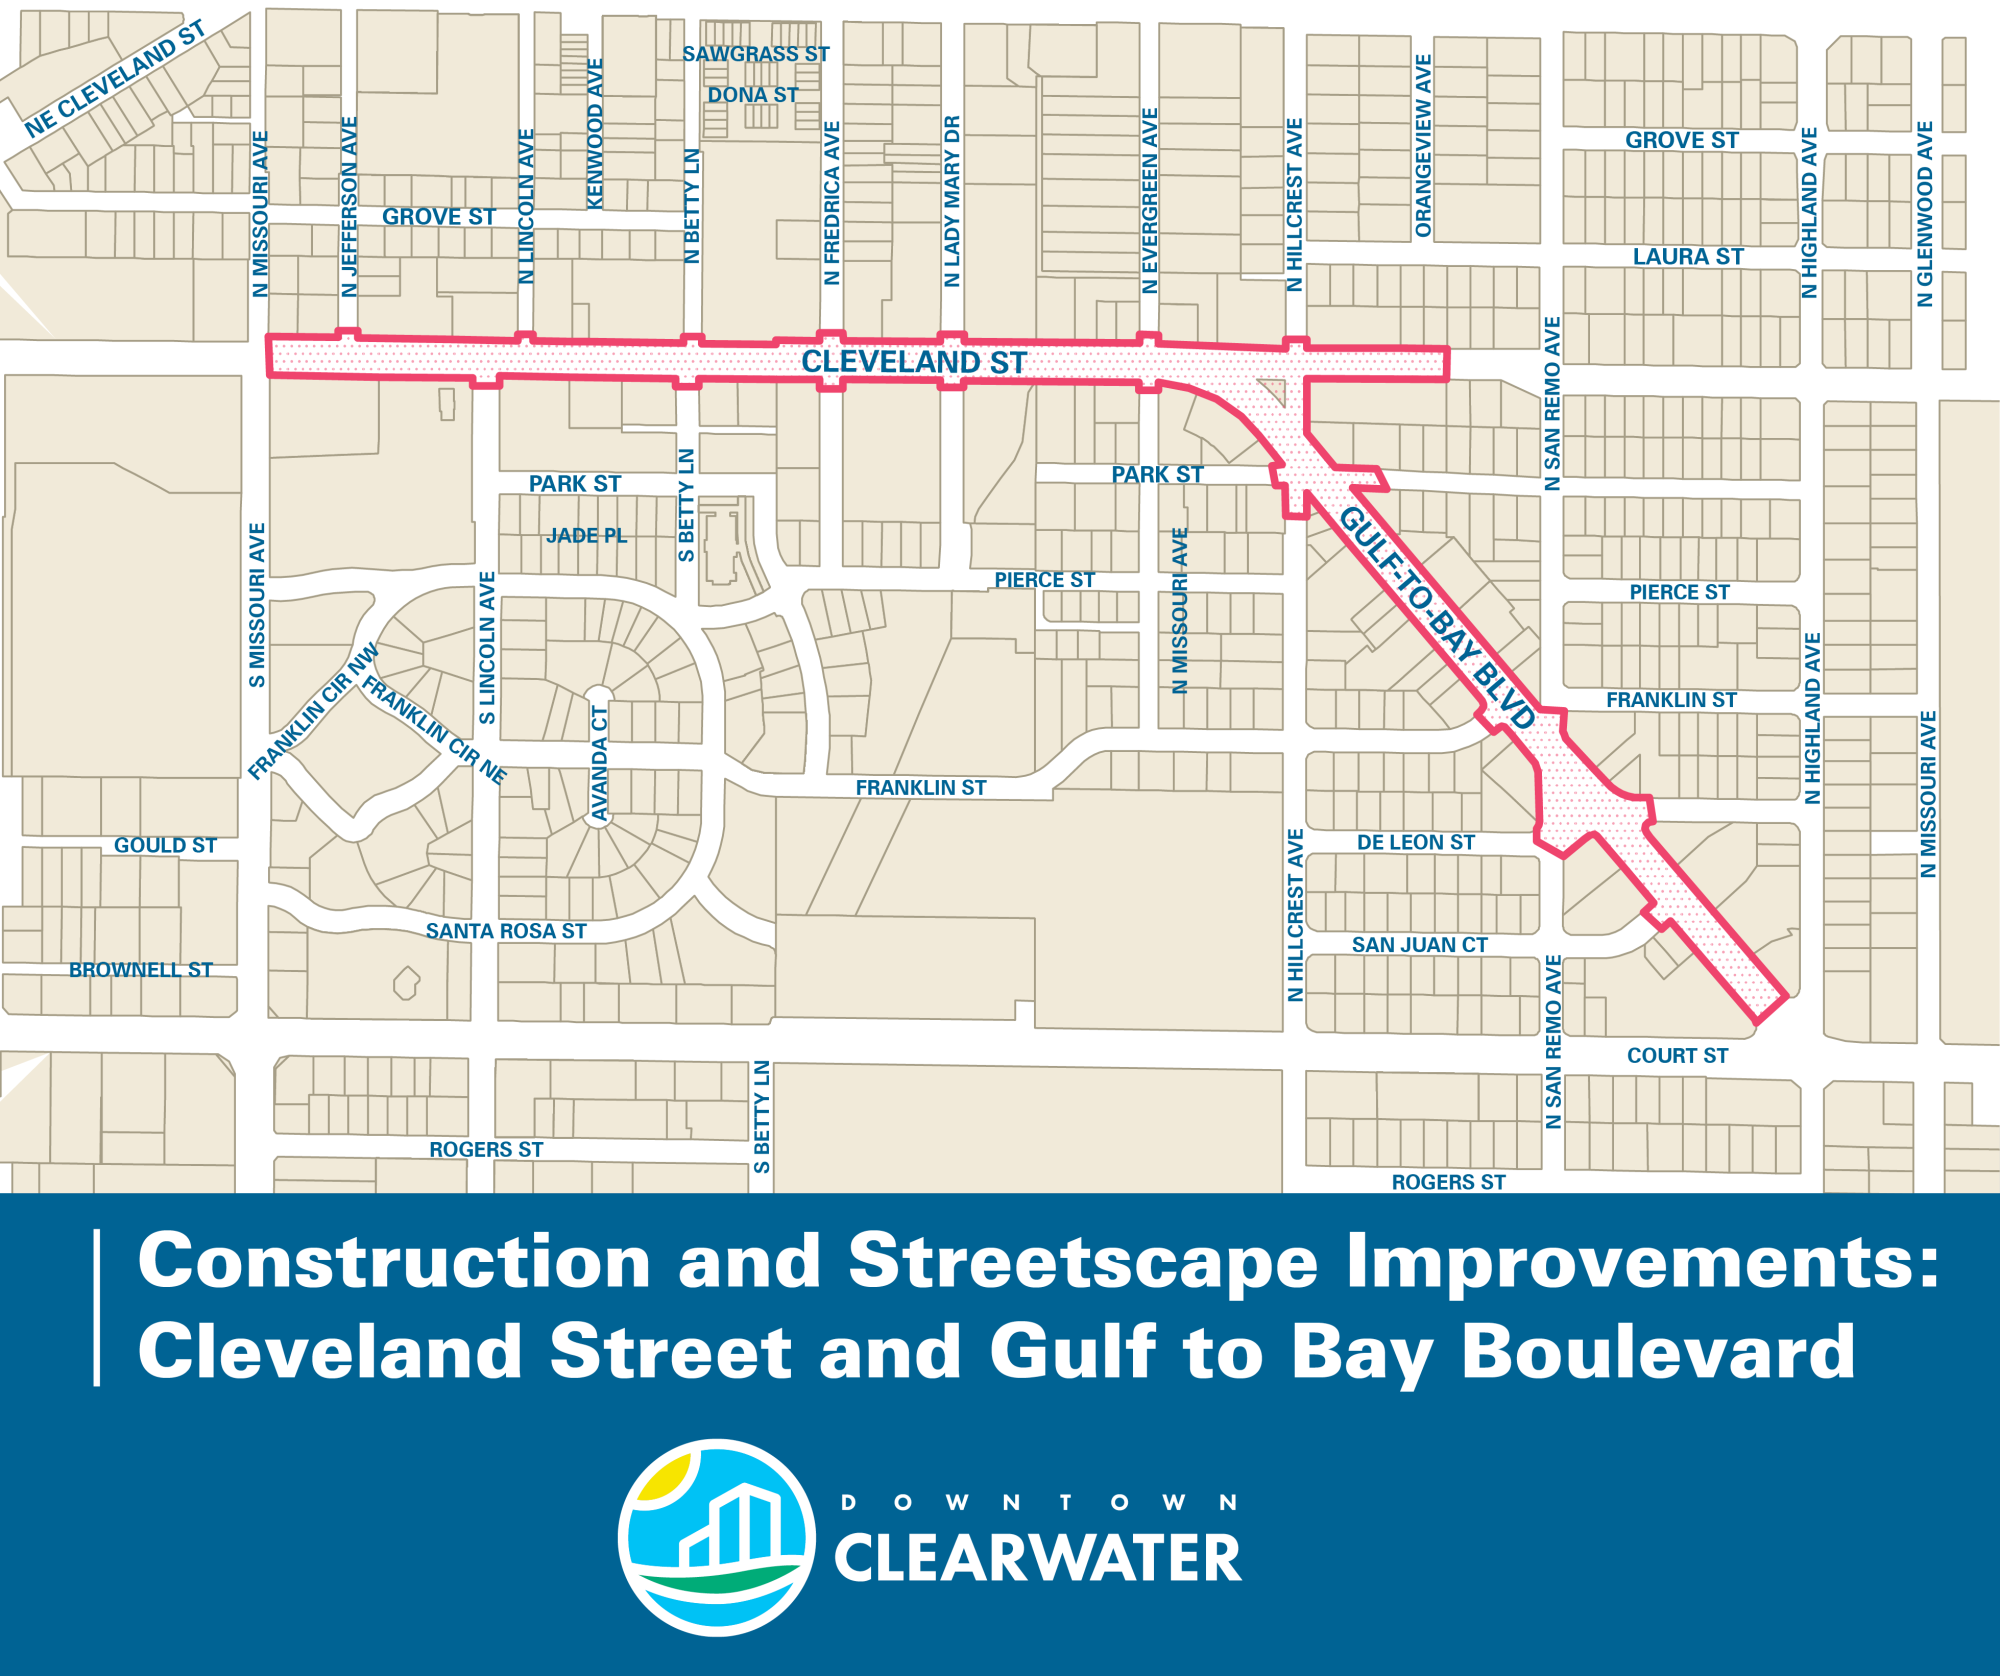 NE CLEVELAND ST
SAWGRASS ST
DONA ST
N MISSOURI AVE
N JEFFERSON AVE
N LINCOLN AVE
KENWOOD AVE
N BETTY LN
N FREDRICA AVE
N LADY MARY DR
N EVERGREEN AVE
N HILLCREST AVE
ORANGEVIEW AVE
GROVE ST
N HIGHLAND AVE
N GLENWOOD AVE
GROVE ST
LAURA ST
CLEVELAND ST
N SAN REMO AVE
PARK ST
PARK ST
S BETTY LN
JADE PL
S MISSOURI AVE
S LINCOLN AVE
PIERCE ST
N MISSOURI AVE
GULF-TO-BAY BLVD
PIERCE ST
FRANKLIN CIR NW
FRANKLIN CIR NE
AVANDA CT
FRANKLIN ST
N HIGHLAND AVE
N MISSOURI AVE
FRANKLIN ST
GOULD ST
N HILLCREST AVE
DE LEON ST
SANTA ROSA ST
SAN JUAN CT
BROWNELL ST
N SAN REMO AVE
COURT ST
S BETTY LN
ROGERS ST
ROGERS ST
Construction and Streetscape Improvements:
Cleveland Street and Gulf to Bay Boulevard
DOWNTOWN
CLEARWATER